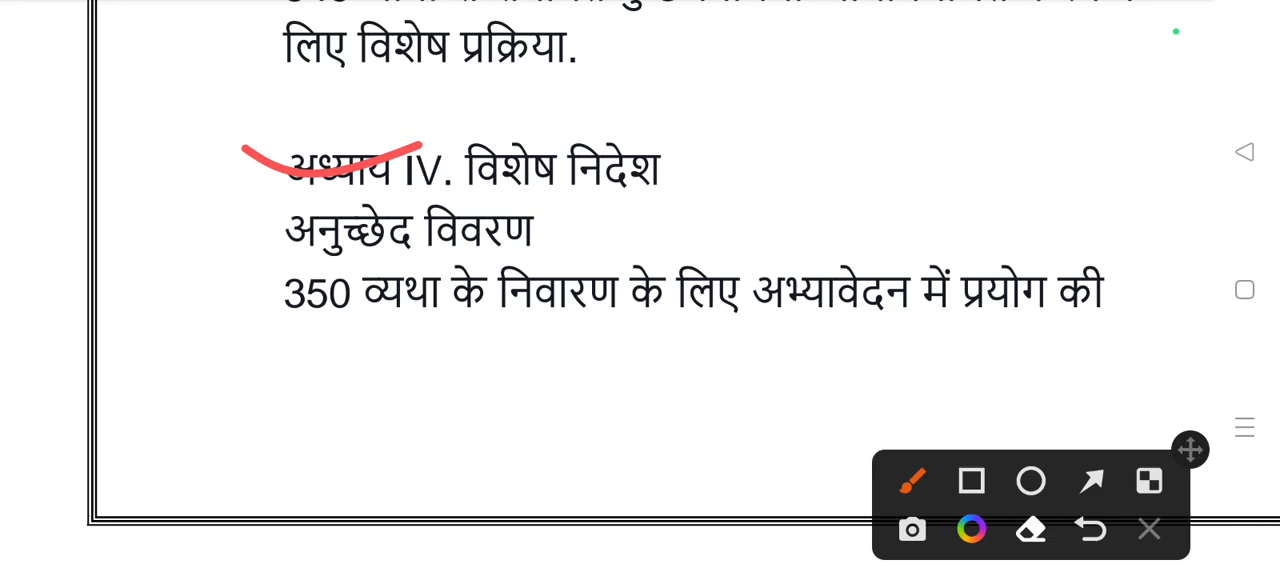 लिए विशेष प्रक्रिया.
अध्याय IV. विशेष निदेश
अनुच्छेद विवरण
350 व्यथा के निवारण के लिए अभ्यावेदन में प्रयोग की